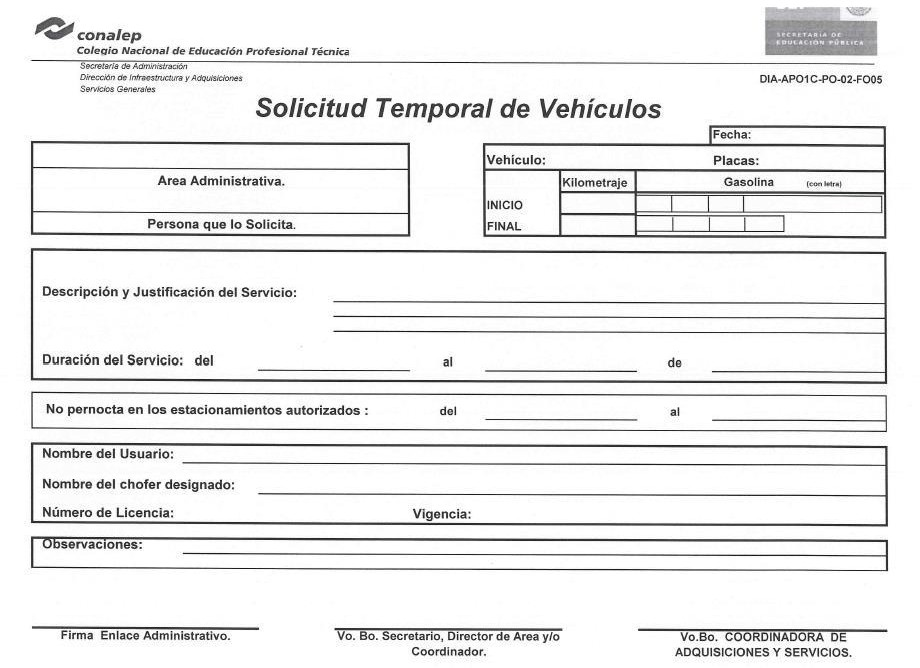 conalep
Colegio Nacional de Educación Profesional Técnica
SECRETARÍA DE
EDUCACIÓN PÚBLICA
Secretaría de Administración
Dirección de Infraestructura y Adquisiciones
Servicios Generales
DIA-APO1C-PO-02-FO05
Solicitud Temporal de Vehículos
Fecha:
Vehículo: Placas:
Area Administrativa.
Kilometraje Gasolina (con letra)
INICIO
Persona que lo Solicita.
FINAL
Descripción y Justificación del Servicio:
Duración del Servicio: del al de
No pernocta en los estacionamientos autorizados : del al
Nombre del Usuario:
Nombre del chofer designado:
Número de Licencia: Vigencia:
Observaciones:
Firma Enlace Administrativo.
Vo. Bo. Secretario, Director de Area y/o
Coordinador.
Vo.Bo. COORDINADORA DE
ADQUISICIONES Y SERVICIOS.